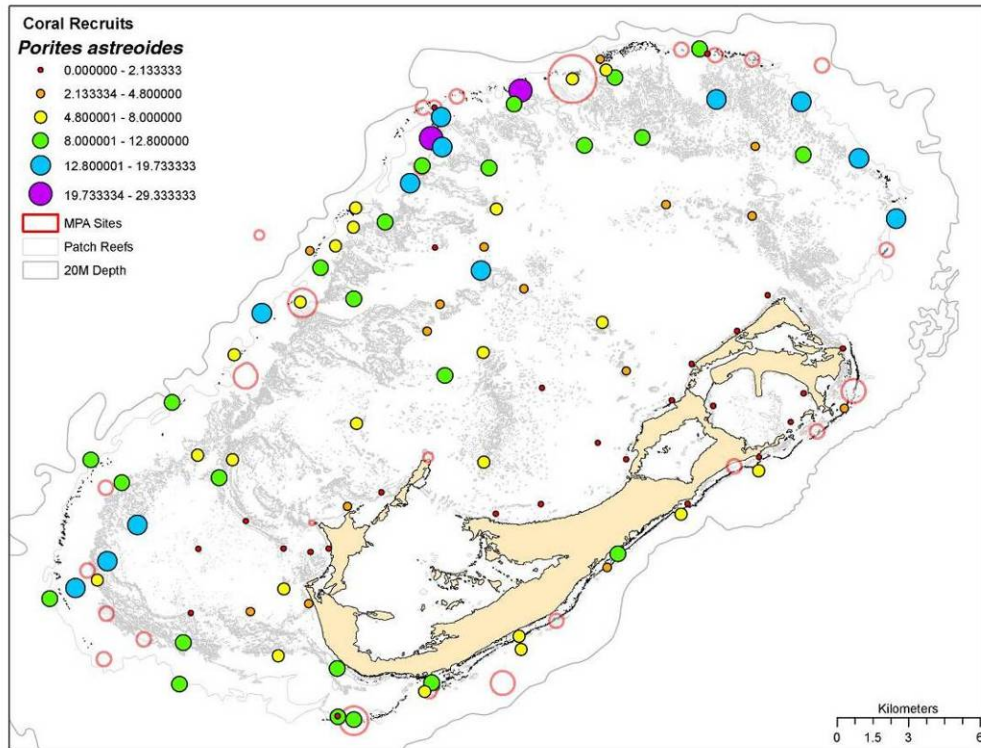 Coral Recruits
Porites astreoides
0.000000 - 2.133333
2.133334 - 4.800000
4.800001 - 8.000000
8.000001 - 12.800000
12.800001 - 19.733333
19.733334 - 29.333333
MPA Sites
Patch Reefs
20M Depth
Kilometers
0 1.5 3 6